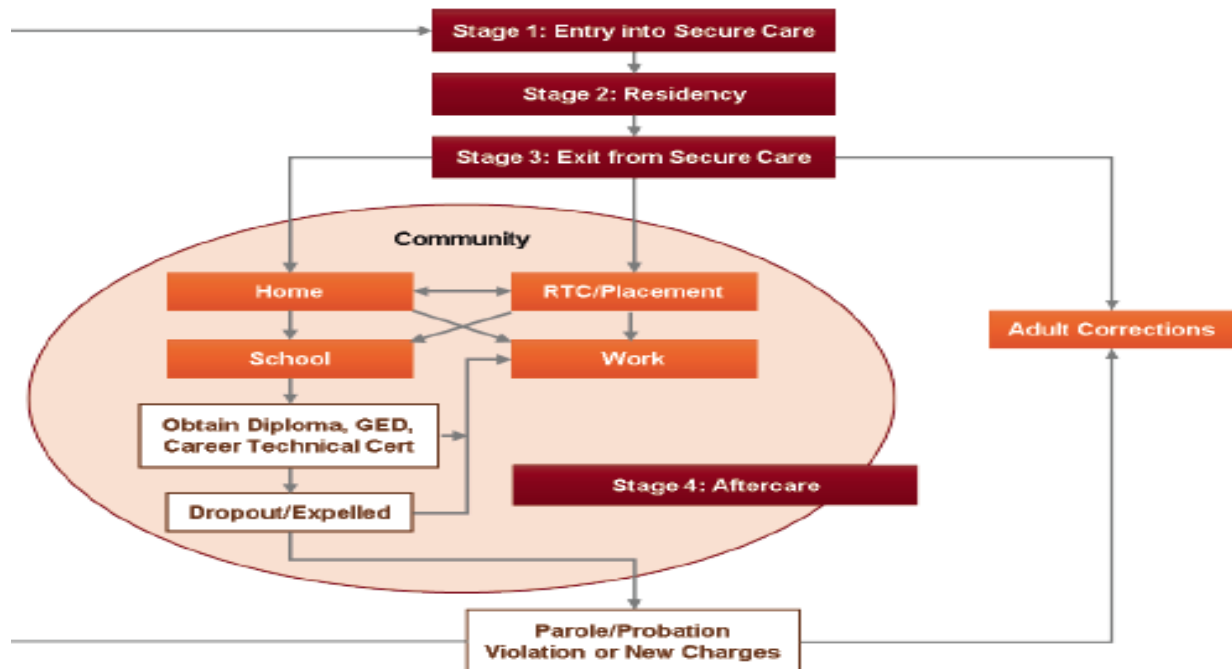 Stage 1: Entry into Secure Care
Stage 2: Residency
Stage 3: Exit from Secure Care
Community
Home
RTC/Placement
Adult Corrections
School
Work
Obtain Diploma, GED,
Career Technical Cert
Stage 4: Aftercare
Dropout/Expelled
Parole/Probation
Violation or New Charges